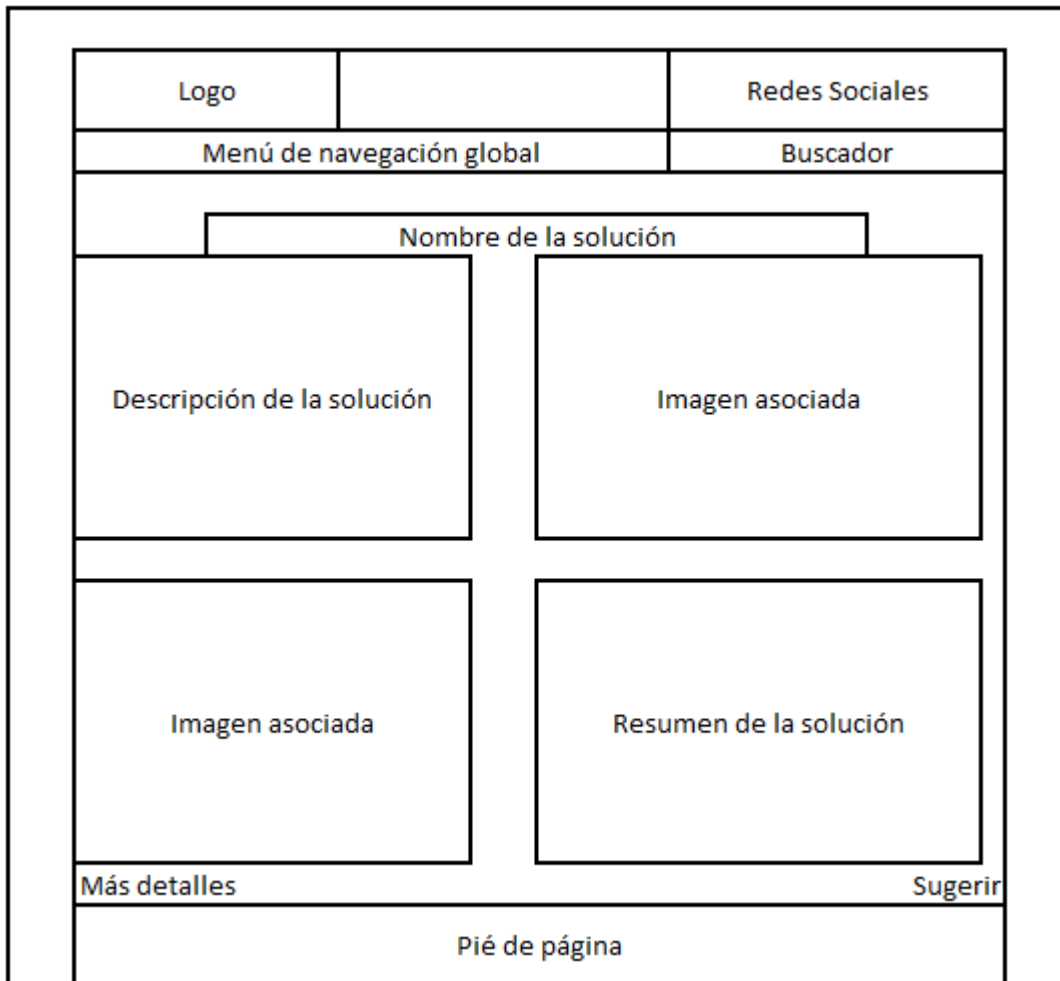 Logo
Redes Sociales
Menú de navegación global
Buscador
Nombre de la solución
Descripción de la solución
Imagen asociada
Imagen asociada
Resumen de la solución
Más detalles
Sugerir
Pié de página